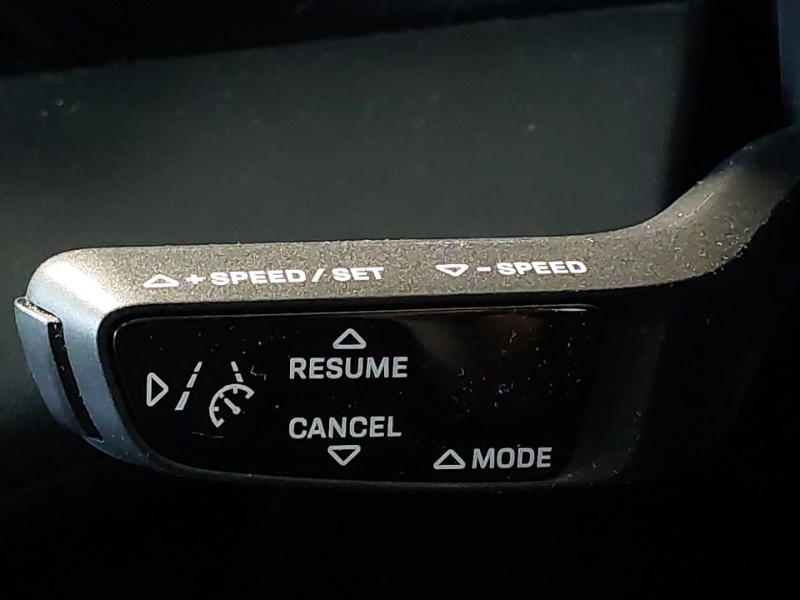 +SPEED / SET
-SPEED
RESUME
CANCEL
MODE